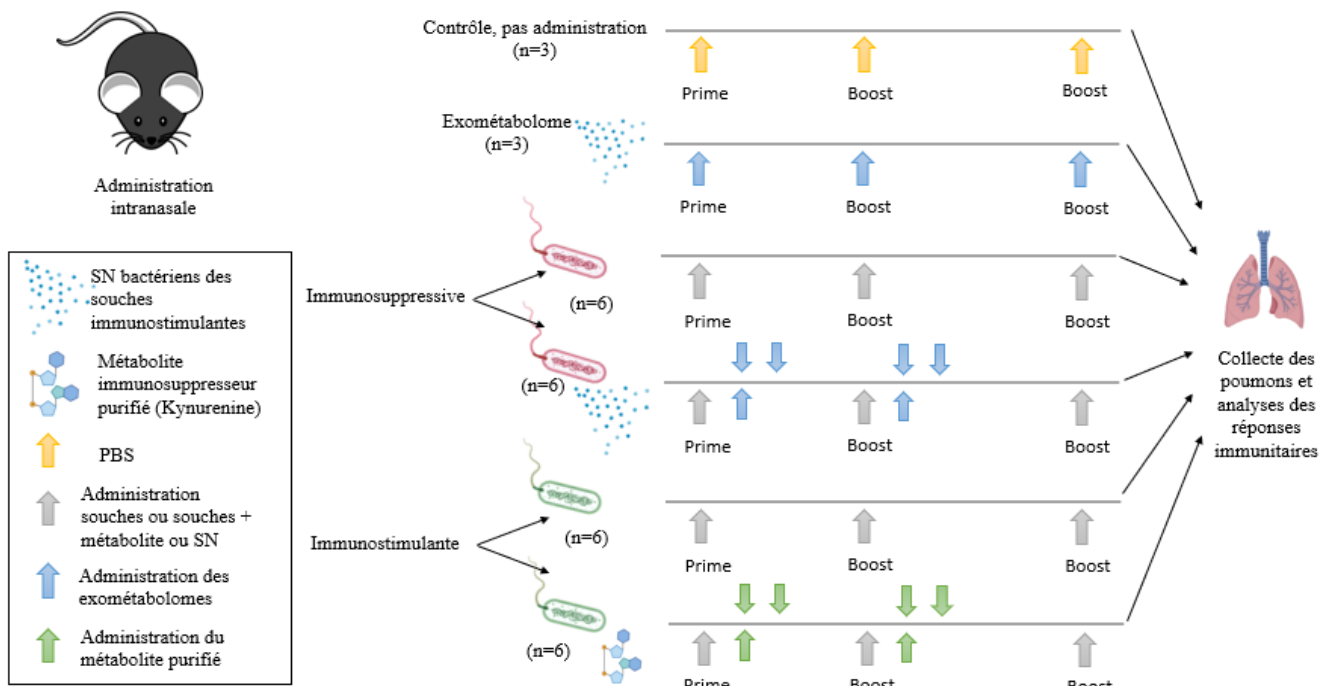 Contrôle, pas administration
(n=3)
Prime
Boost
Boost
Exométabolome
(n=3)
Prime
Boost
Boost
Administration
intranasale
SN bactériens des
souches
immunostimulantes
Métabolite
immunosuppresseur
purifié (Kynurenine)
PBS
Administration
souches ou souches +
métabolite ou SN
Administration des
exométabolomes
Administration du
métabolite purifié
Immunosuppressive
(n=6)
Prime
Boost
Boost
(n=6)
Prime
Boost
Boost
Immunostimulante
(n=6)
Prime
Boost
Boost
(n=6)
Prime
Boost
Boost
Collecte des
poumons et
analyses des
réponses
immunitaires